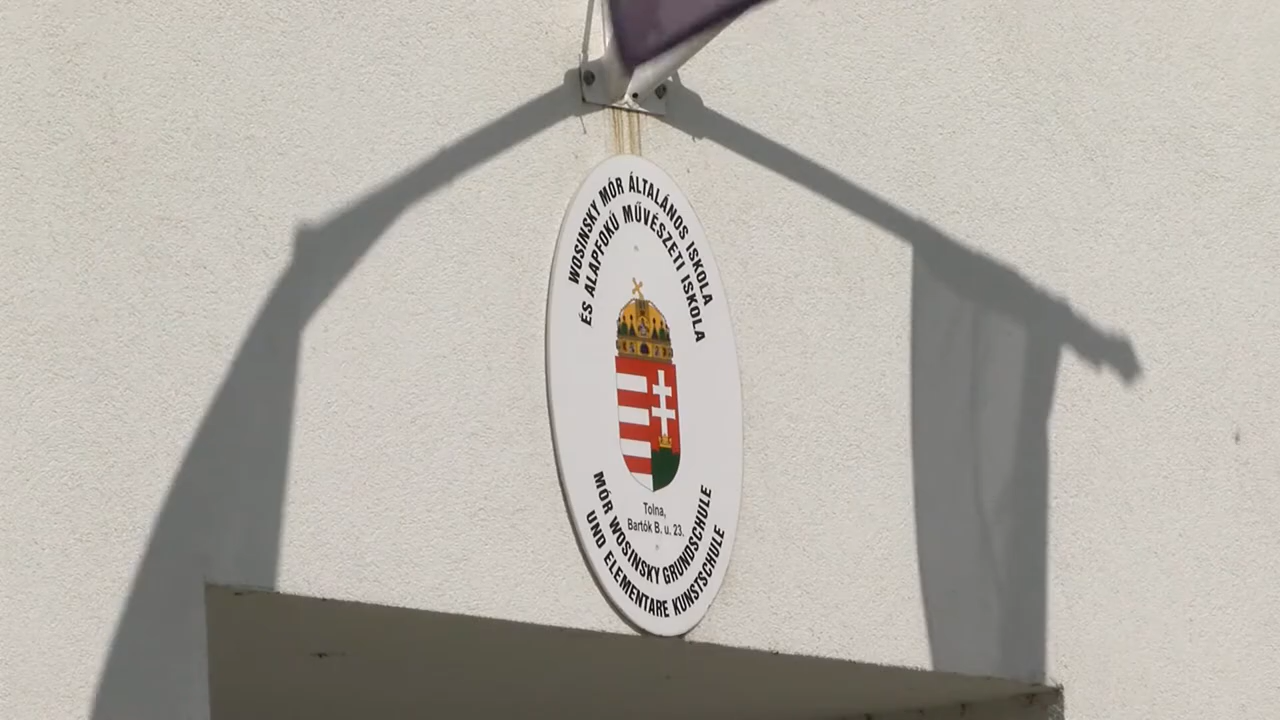 WOSINSKY MÓR ÁLTALÁNOS ISKOLA
ÉS ALAPFOKÚ MŰVÉSZETI ISKOLA
Tolna,
Bartók B. u. 23.
MÓR WOSINSKY GRUNDSCHULE
UND ELEMENTARE KUNSTSCHULE